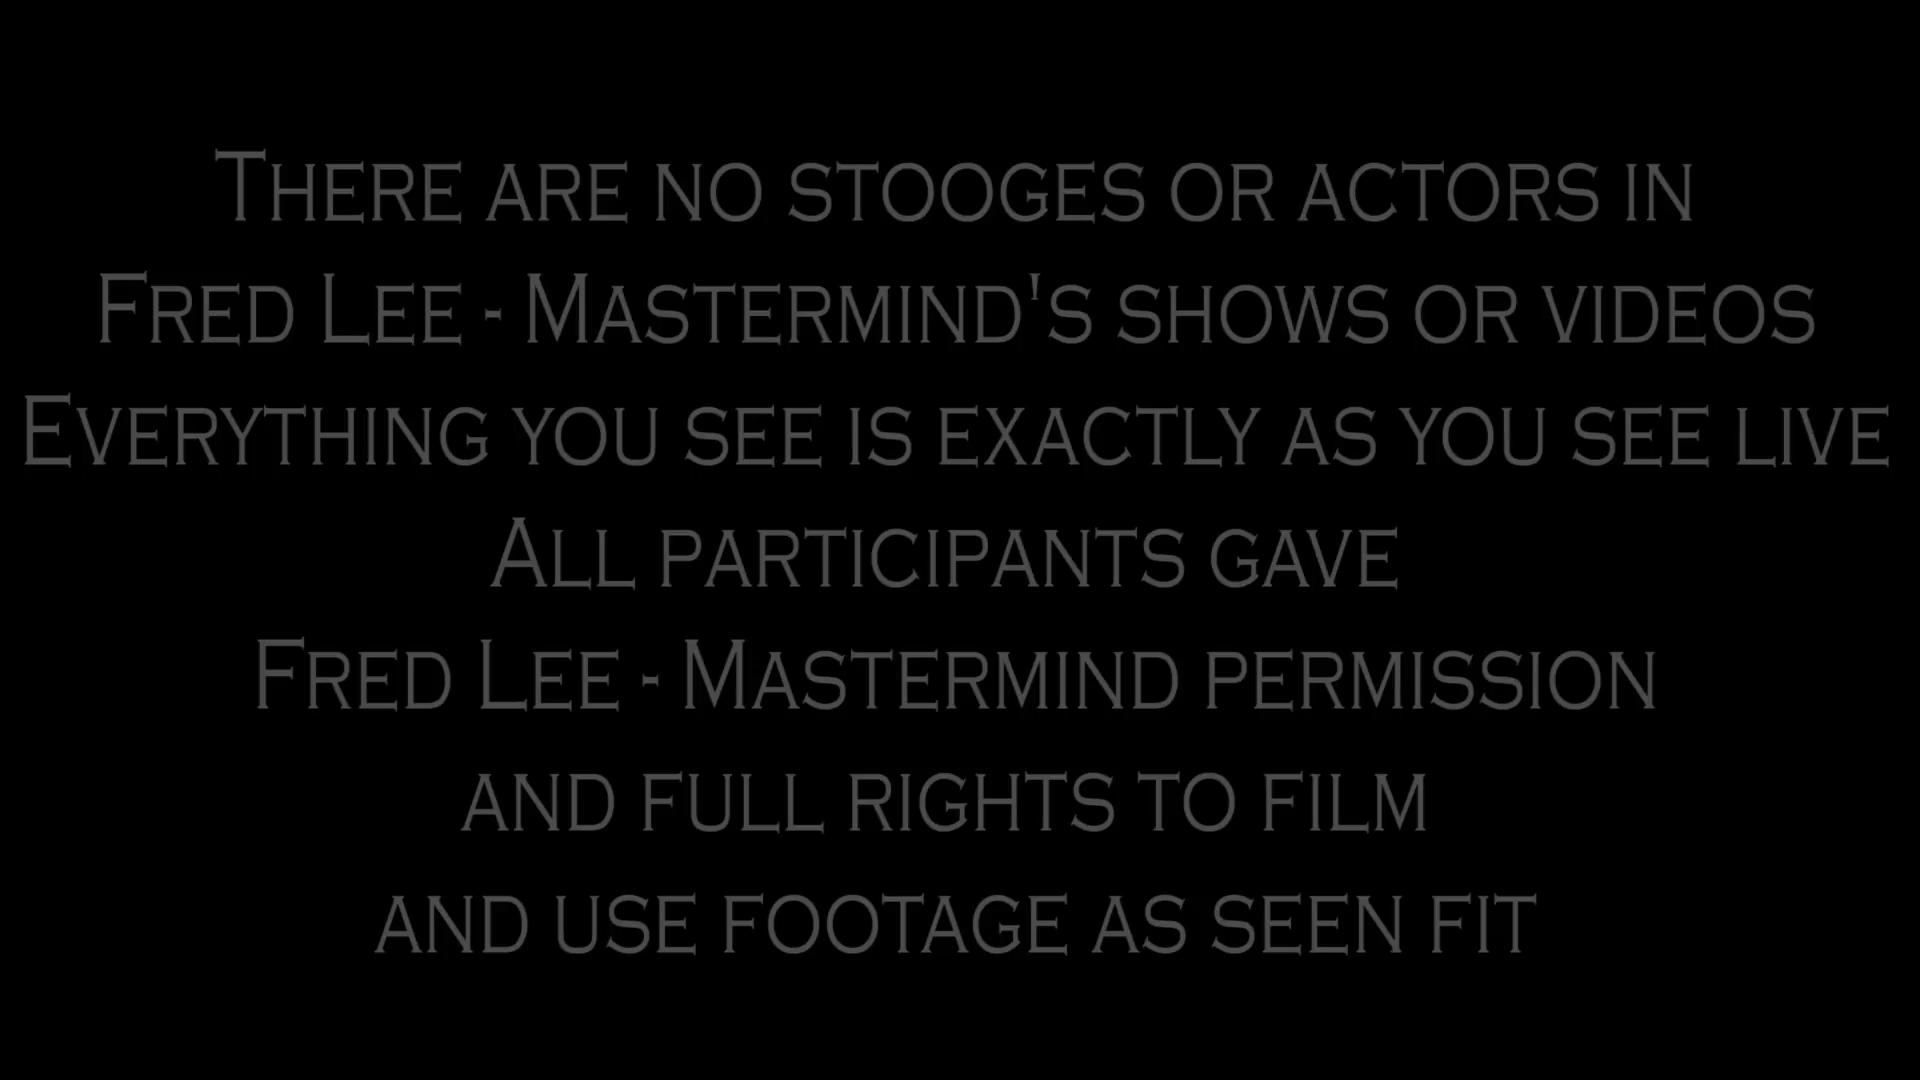 There are no stooges or actors in
Fred Lee - Mastermind's shows or videos
Everything you see is exactly as you see live
All participants gave
Fred Lee - Mastermind permission
and full rights to film
and use footage as seen fit